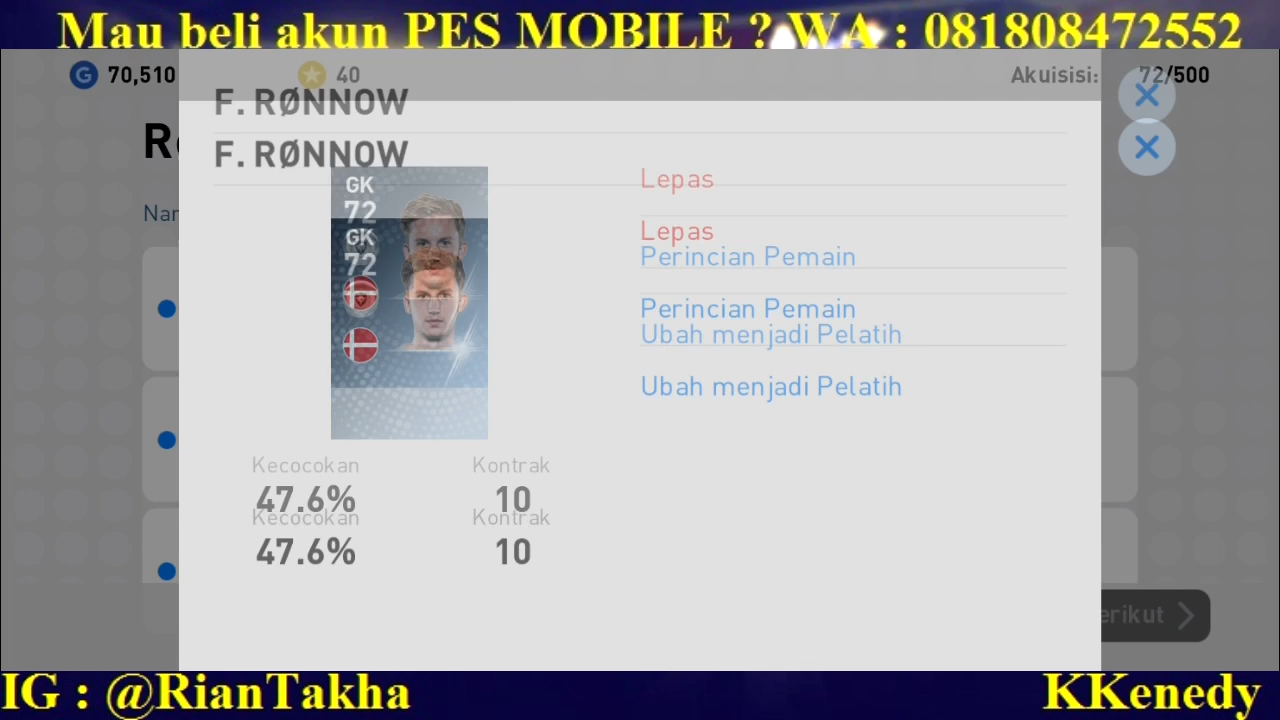 Mau beli akun PES MOBILE ? WA : 081808472552
G 70,510 40 Akuisisi: 72/500
F. RØNNOW
F. RØNNOW
GK
72
GK
72
Lepas
Lepas
Perincian Pemain
Perincian Pemain
Ubah menjadi Pelatih
Ubah menjadi Pelatih
Kecocokan Kontrak
47.6% 10
Kecocokan Kontrak
47.6% 10
IG : @RianTakha KKenedy